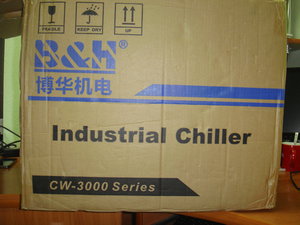 FRAGILE KEEP DRY UP
B&H®
博华机电
Industrial Chiller
CW-3000 Series